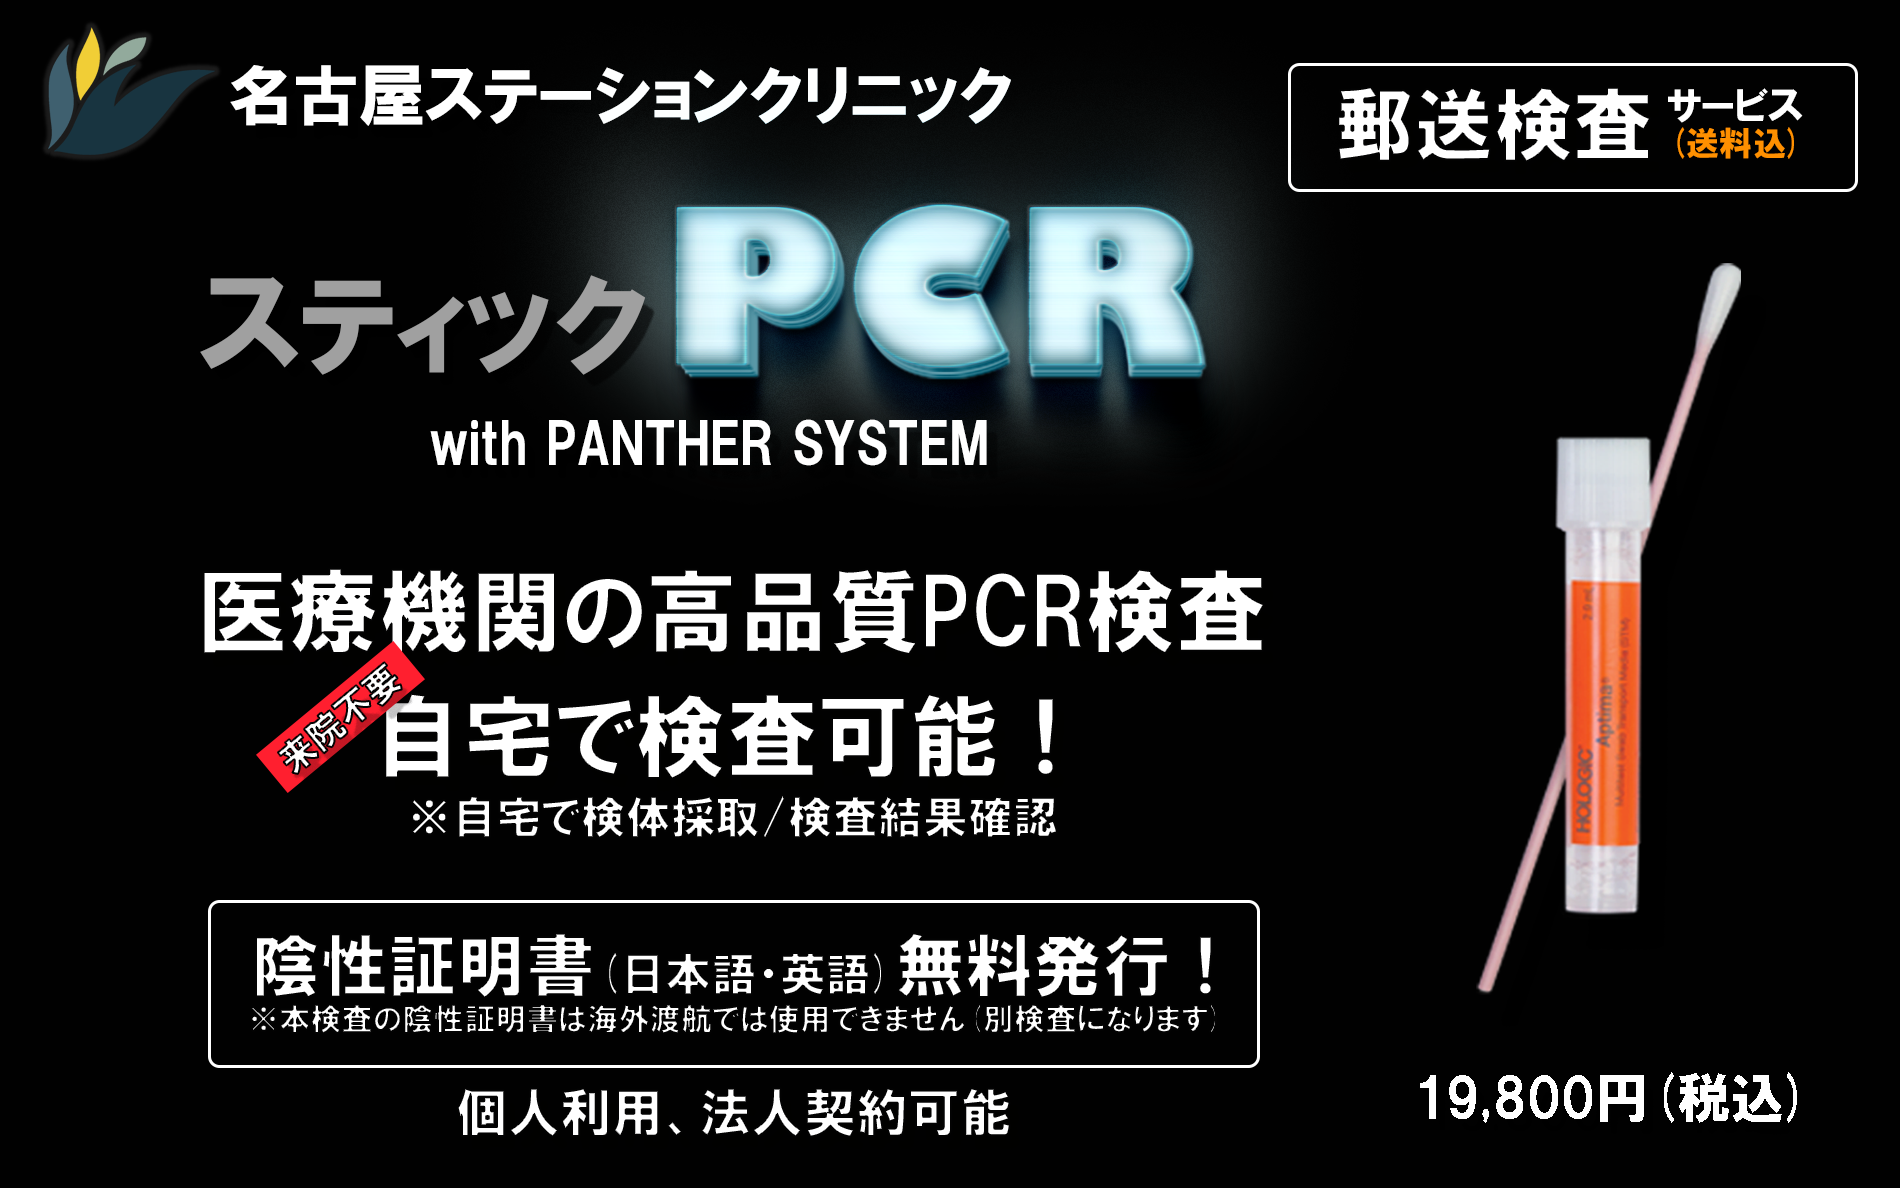 名古屋ステーションクリニック
郵送検査 サービス
(送料込)
スティックPCR
with PANTHER SYSTEM
医療機関の高品質PCR検査
来院不要
自宅で検査可能！
※自宅で検体採取/検査結果確認
陰性証明書(日本語・英語)無料発行！
※本検査の陰性証明書は海外渡航では使用できません(別検査になります)
個人利用、法人契約可能
HOLOGIC
Aptima®
Multitest Swab Transport Media (STM)
19,800円(税込)